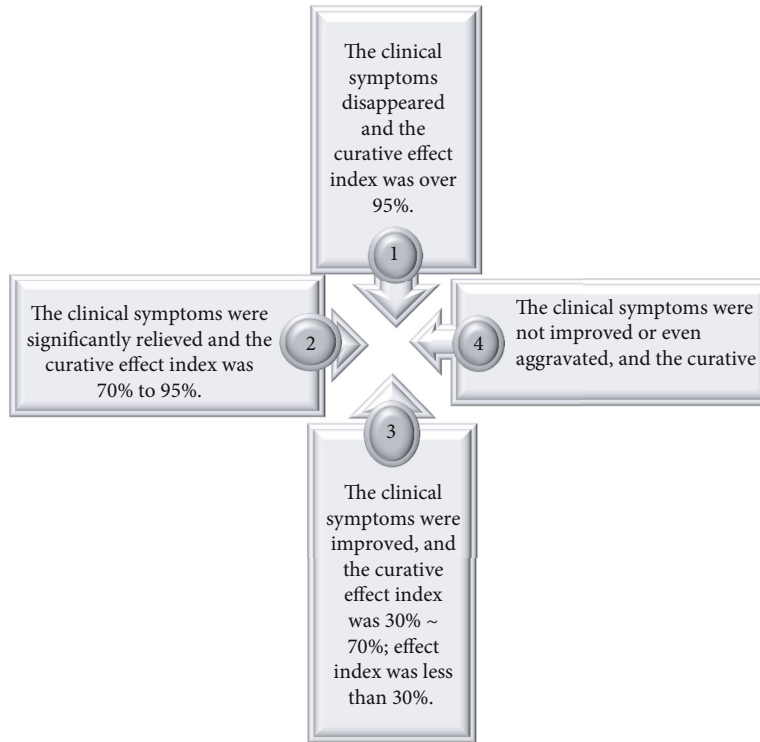 The clinical
symptoms
disappeared
and the
curative effect
index was over
95%.
1
The clinical symptoms were
significantly relieved and the
curative effect index was
70% to 95%.
2
The clinical symptoms were
not improved or even
aggravated, and the curative
4
3
The clinical
symptoms were
improved, and
the curative
effect index
was 30% ~
70%; effect
index was less
than 30%.